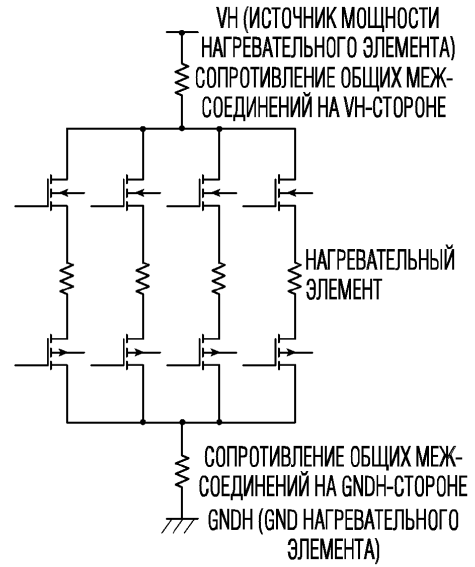 VH (ИСТОЧНИК МОЩНОСТИ
НАГРЕВАТЕЛЬНОГО ЭЛЕМЕНТА)
СОПРОТИВЛЕНИЕ ОБЩИХ МЕЖ-
СОЕДИНЕНИЙ НА VH-СТОРОНЕ
НАГРЕВАТЕЛЬНЫЙ
ЭЛЕМЕНТ
СОПРОТИВЛЕНИЕ ОБЩИХ МЕЖ-
СОЕДИНЕНИЙ НА GNDH-СТОРОНЕ
GNDH (GND НАГРЕВАТЕЛЬНОГО
ЭЛЕМЕНТА)